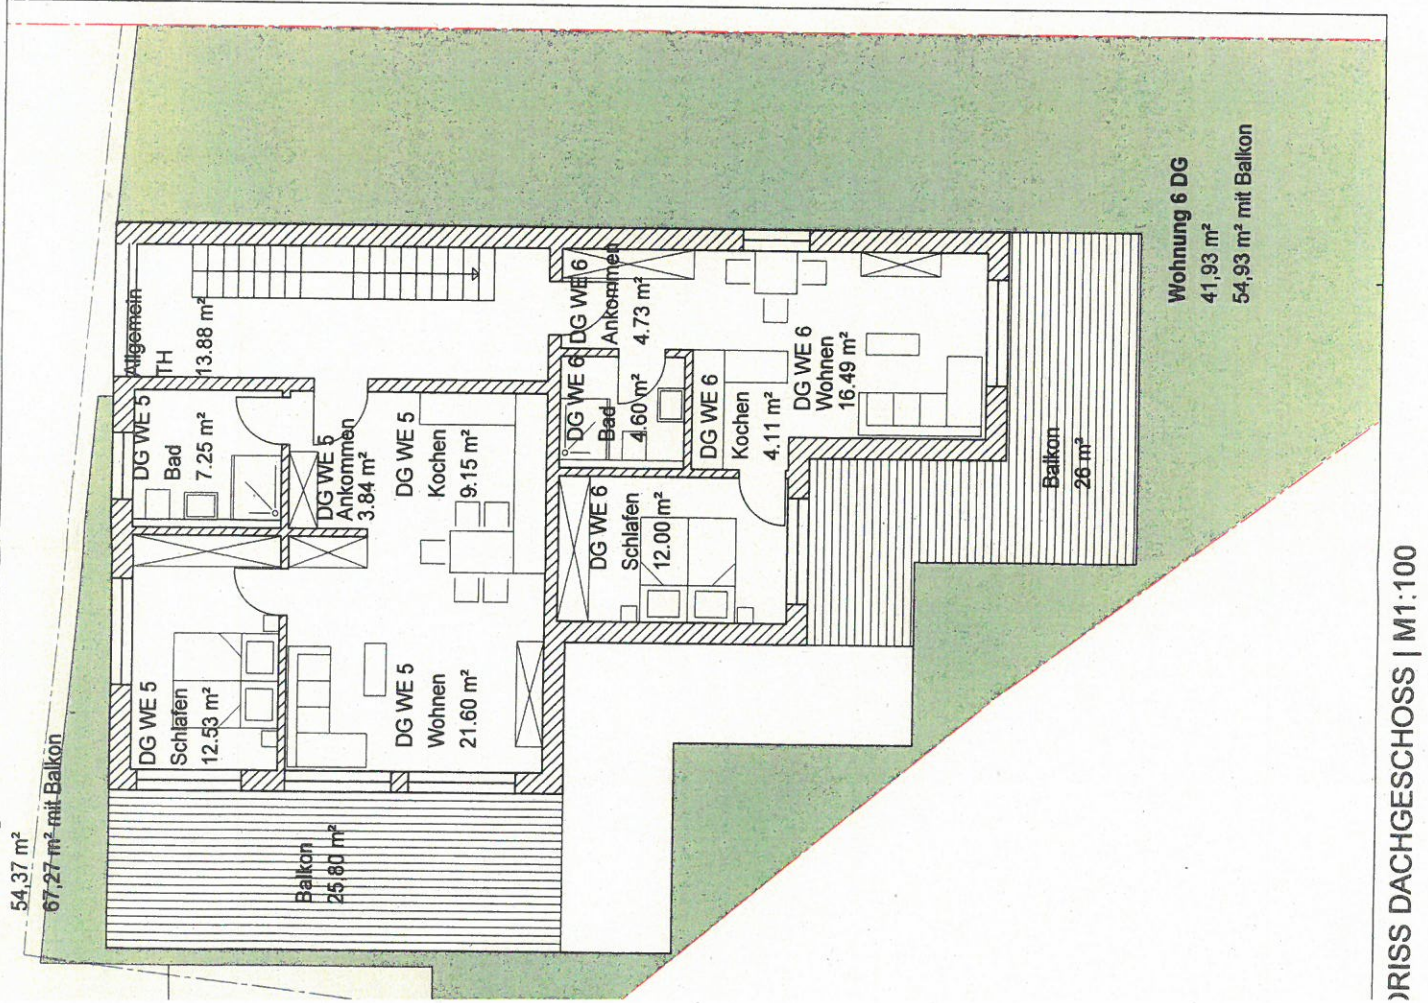 54,37 m²
67,27 m² mit Balkon
DG WE 5
Schlafen
12.53 m²
DG WE 5
Bad
7.25 m²
Allgemein
TH
13.88 m²
DG WE 5
Ankommen
3.84 m²
DG WE 5
Kochen
9.15 m²
DG WE 5
Wohnen
21.60 m²
Balkon
25,80 m²
DG WE 6
Ankommen
4.73 m²
DG WE 6
Bad
4.60 m²
DG WE 6
Schlafen
12.00 m²
DG WE 6
Kochen
4.11 m²
DG WE 6
Wohnen
16.49 m²
Balkon
26 m²
Wohnung 6 DG
41,93 m²
54,93 m² mit Balkon
RISS DACHGESCHOSS | M1:100